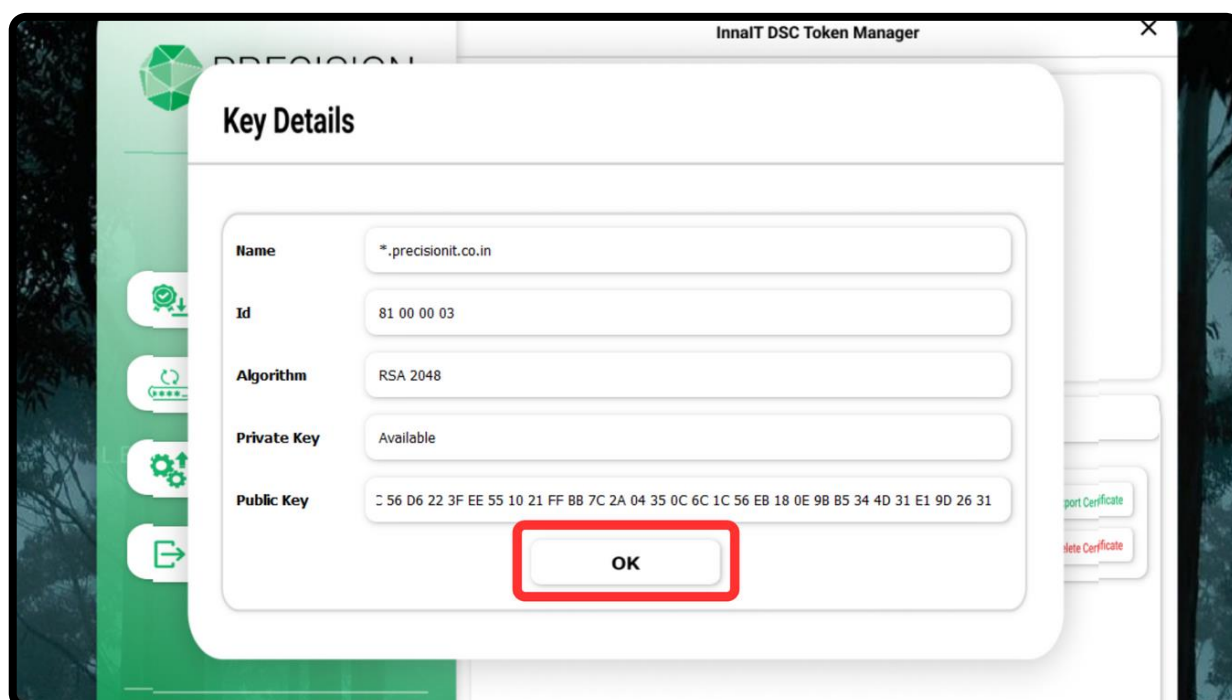 InnaIT DSC Token Manager
PRECISION
Key Details
Name
*.precisionit.co.in
Id
81 00 00 03
Algorithm
RSA 2048
Private Key
Available
Public Key
56 D6 22 3F EE 55 10 21 FF BB 7C 2A 04 35 0C 6C 1C 56 EB 18 0E 9B B5 34 4D 31 E1 9D 26 31
OK
port Certificate
lete Certificate